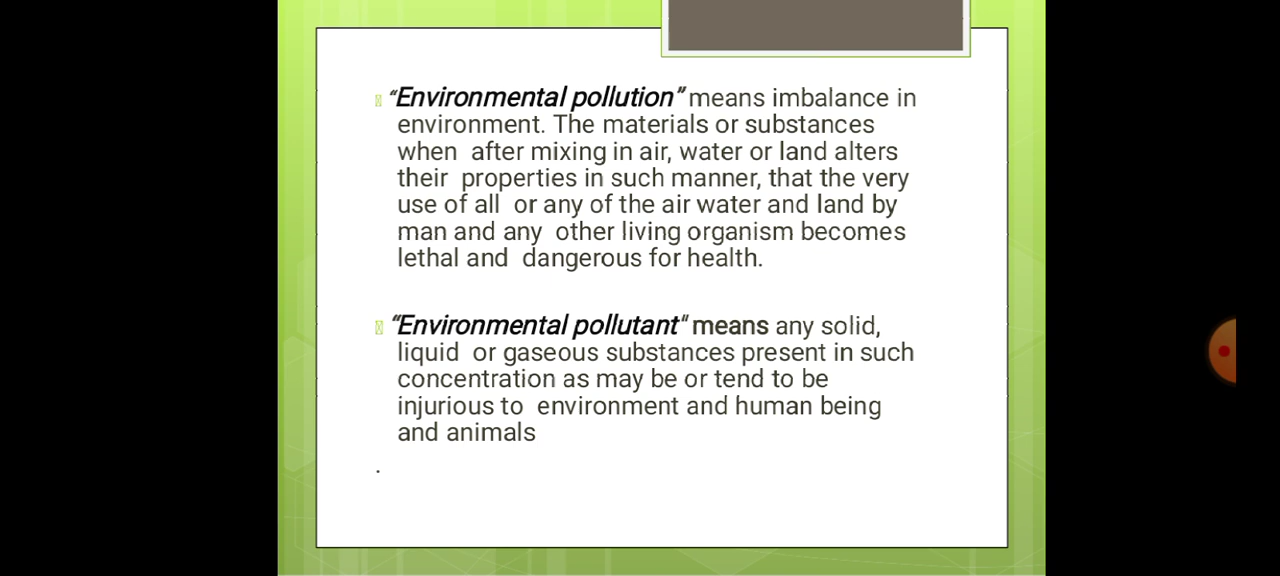 “Environmental pollution” means imbalance in
environment. The materials or substances
when after mixing in air, water or land alters
their properties in such manner, that the very
use of all or any of the air water and land by
man and any other living organism becomes
lethal and dangerous for health.
“Environmental pollutant" means any solid,
liquid or gaseous substances present in such
concentration as may be or tend to be
injurious to environment and human being
and animals
.